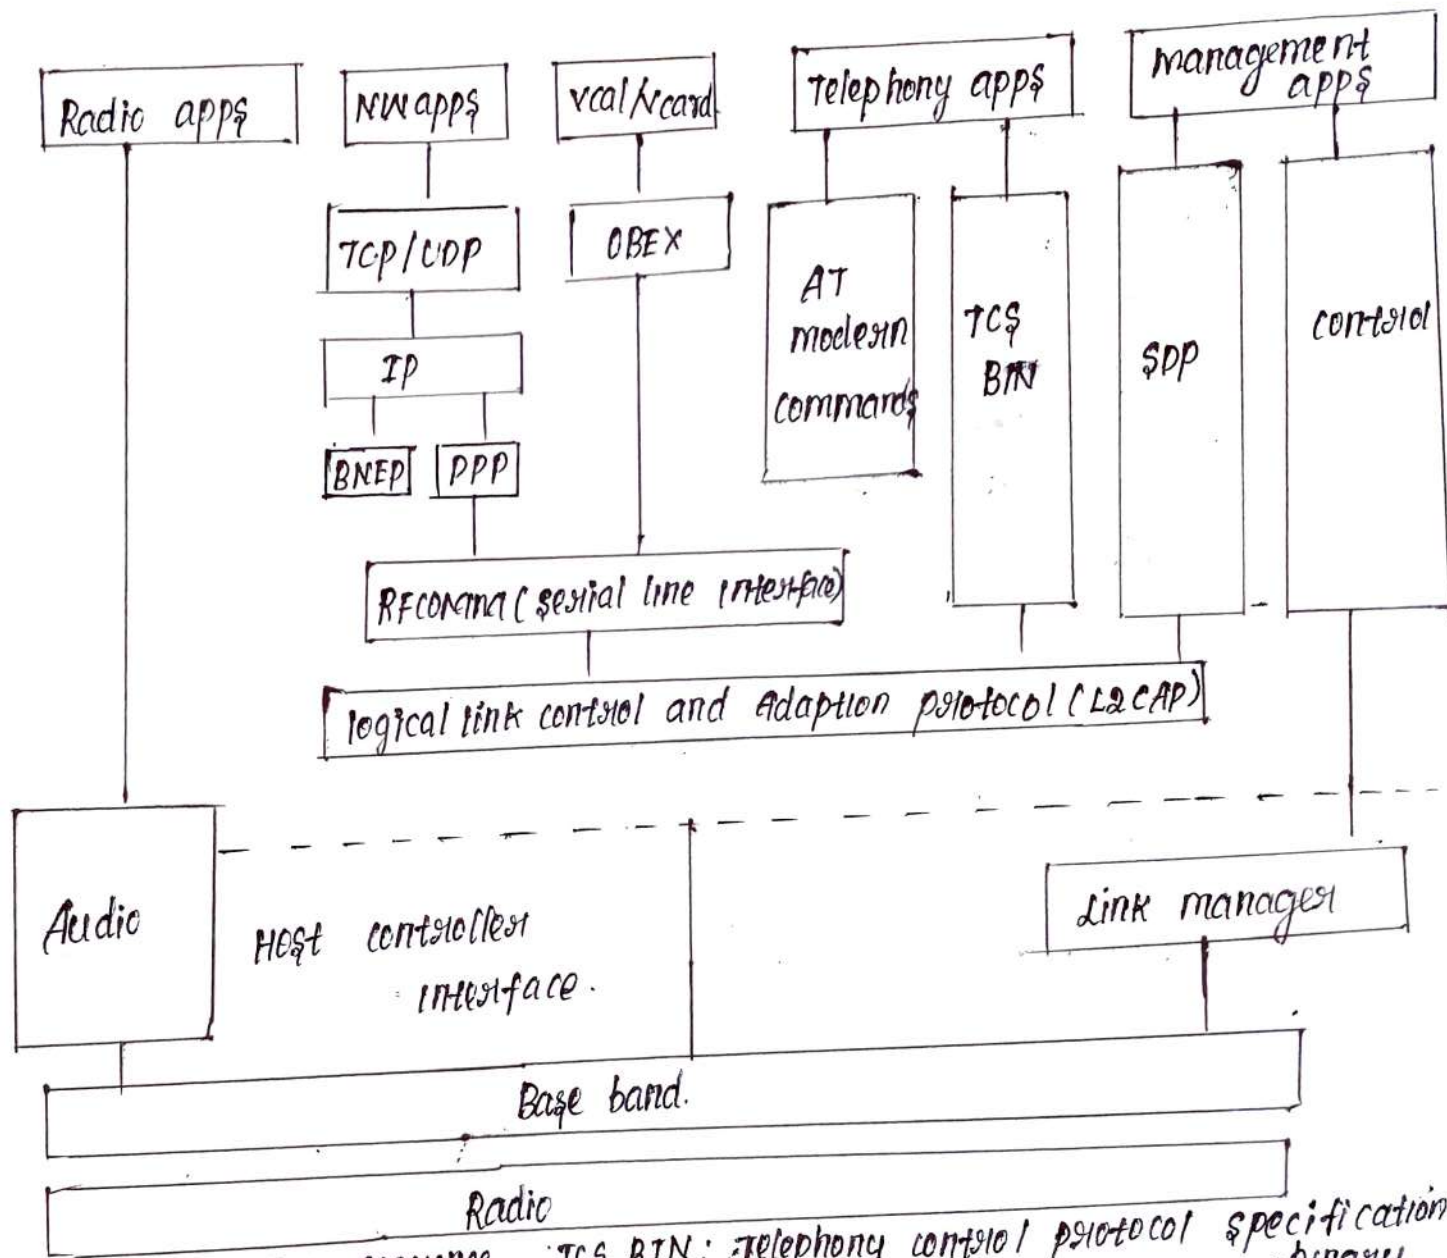 Radio apps
NW apps
vcal/vcard
Telephony apps
Management
apps
TCP/UDP
OBEX
AT
modern
commands
TCS
BIN
SDP
control
IP
BNEP
PPP
RFCOMM (serial line interface)
logical link control and Adaption protocol (L2CAP)
Audio
Host controller
interface.
Link manager
Base band.
Radio
TCS BIN: Telephony control protocol specification
binary